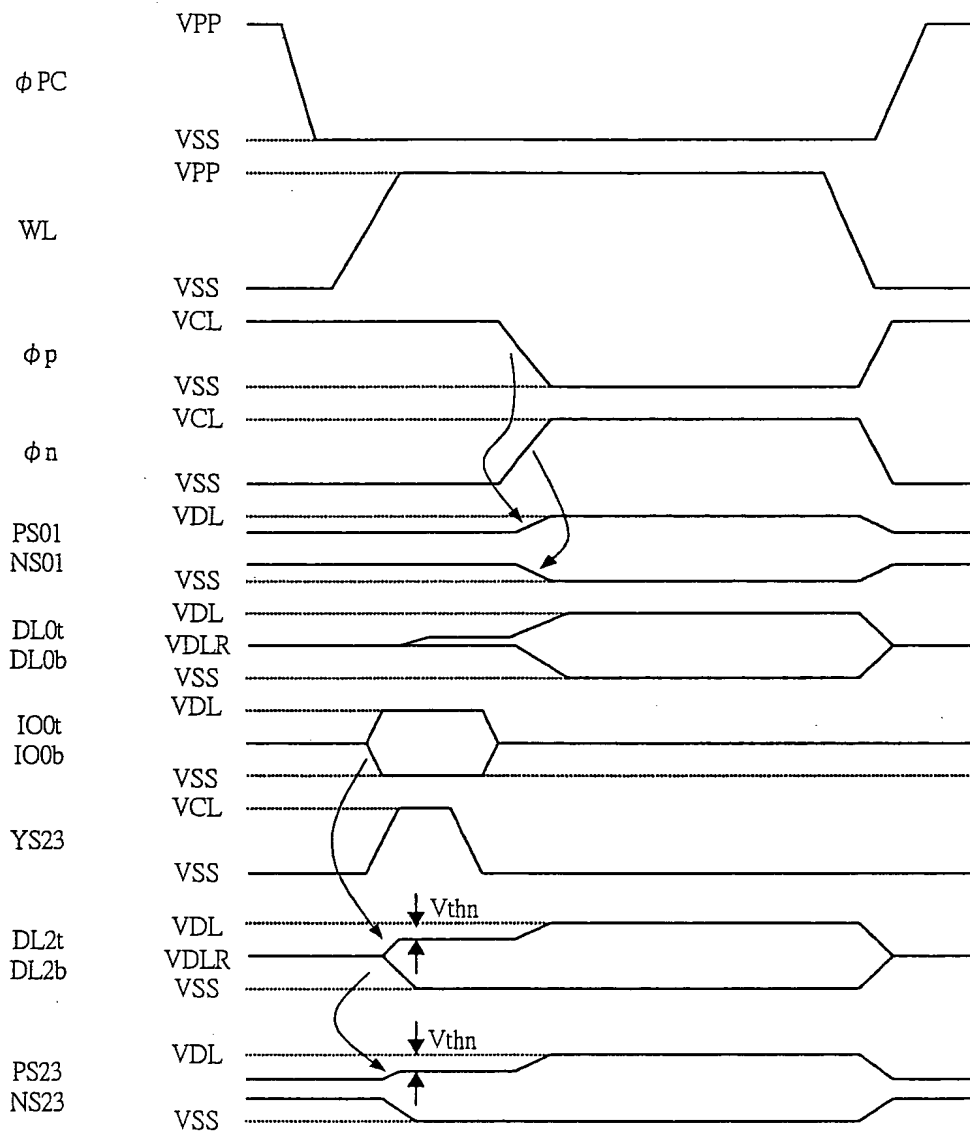 VPP
φPC
VSS
VPP
WL
VSS
VCL
φp
VSS
VCL
φn
VSS
VDL
PS01
NS01
VSS
VDL
DL0t
VDLR
DL0b
VSS
VDL
IO0t
IO0b
VSS
VCL
YS23
VSS
Vthn
VDL
DL2t
VDLR
DL2b
VSS
Vthn
VDL
PS23
NS23
VSS